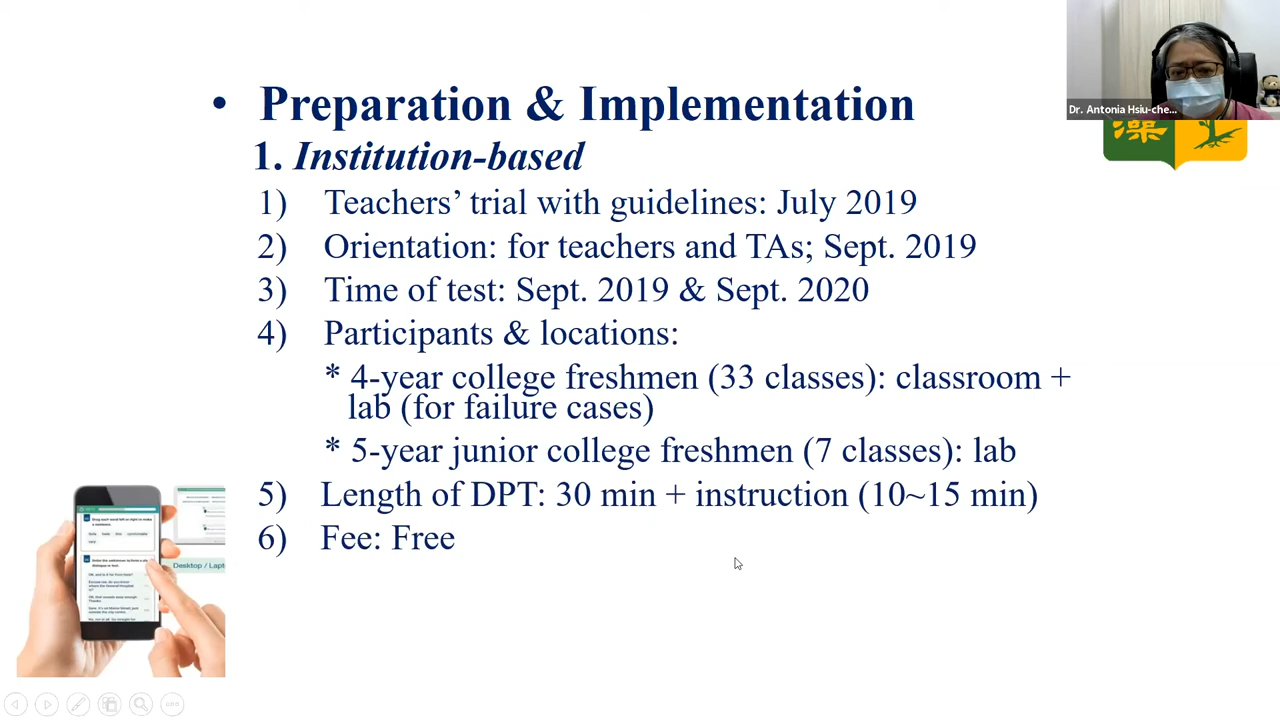 Dr. Antonia Hsiu-che...
藻
• Preparation & Implementation
1. Institution-based
1) Teachers’ trial with guidelines: July 2019
2) Orientation: for teachers and TAs; Sept. 2019
3) Time of test: Sept. 2019 & Sept. 2020
4) Participants & locations:
* 4-year college freshmen (33 classes): classroom +
lab (for failure cases)
* 5-year junior college freshmen (7 classes): lab
5) Length of DPT: 30 min + instruction (10~15 min)
6) Fee: Free
Desktop / Lapt